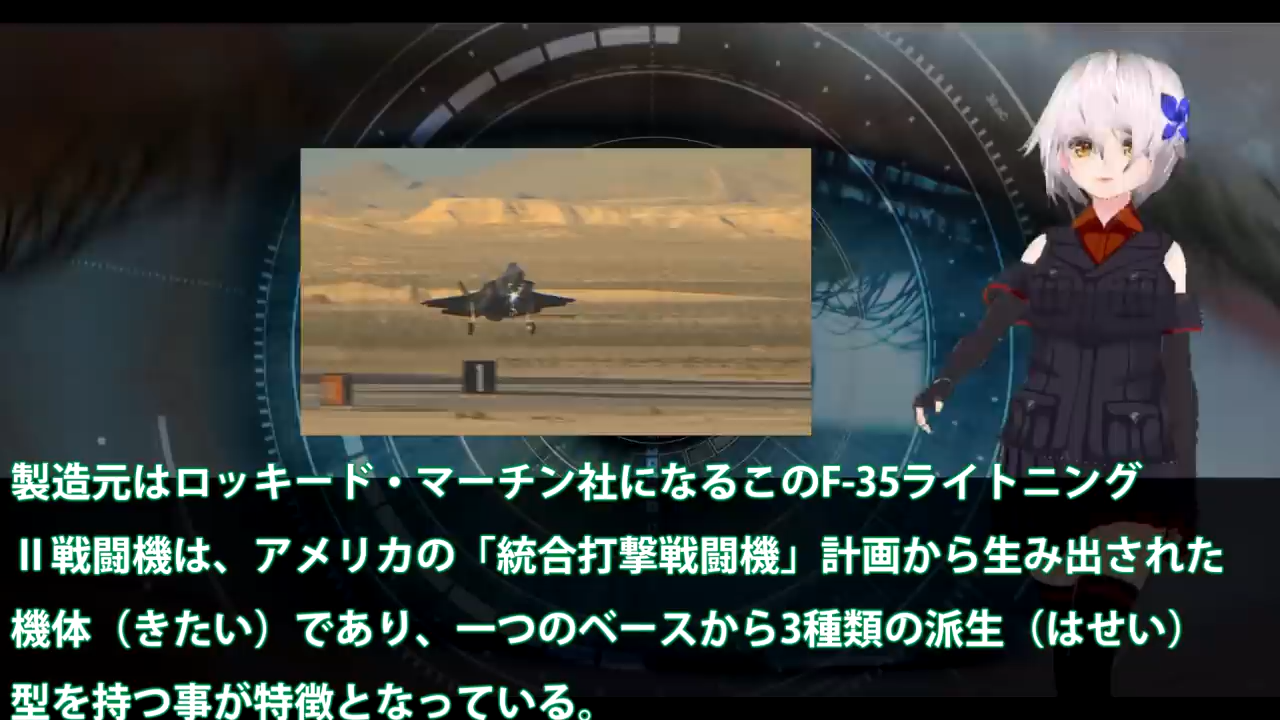 1
製造元はロッキード・マーチン社になるこのF-35ライトニング
Ⅱ戦闘機は、アメリカの「統合打撃戦闘機」計画から生み出された
機体（きたい）であり、一つのベースから3種類の派生（はせい）
型を持つ事が特徴となっている。